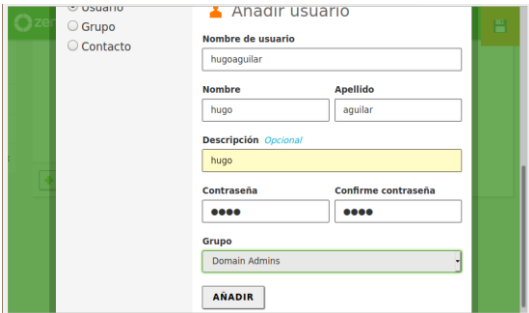 Usuario
Grupo
Contacto
zen
Añadir usuario
Nombre de usuario
hugoaguilar
Nombre Apellido
hugo aguilar
Descripción Opcional
hugo
Contraseña Confirme contraseña
●●●● ●●●●
Grupo
Domain Admins
AÑADIR